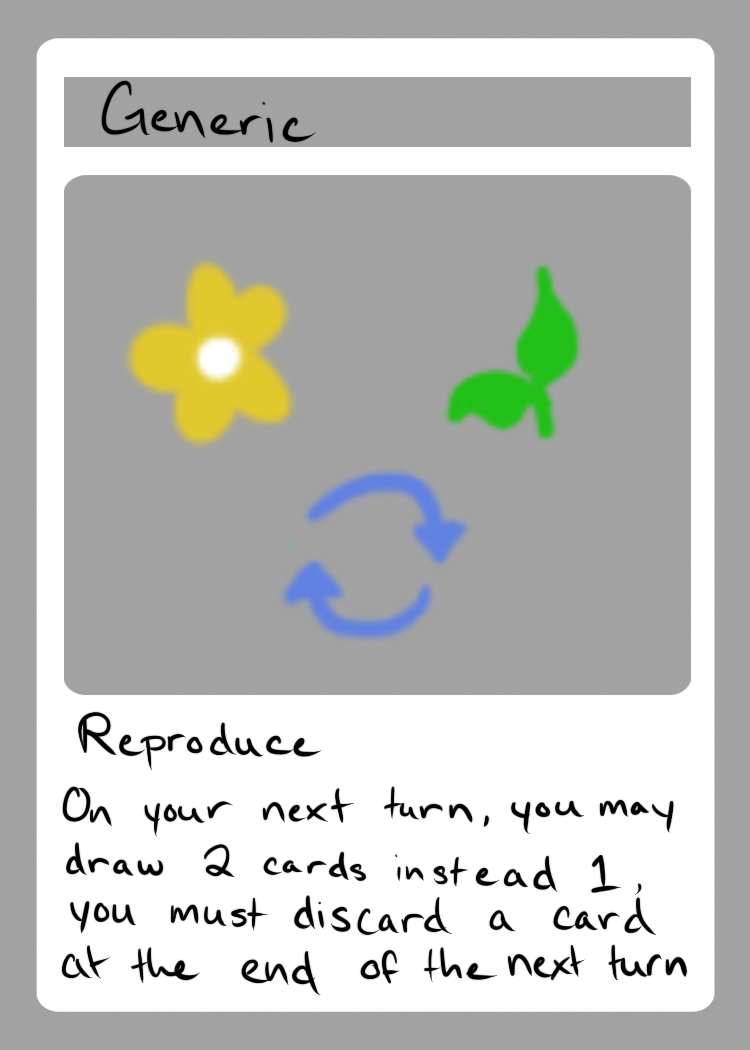 Generic
Reproduce
On your next turn, you may
draw 2 cards instead 1,
you must discard a card
at the end of the next turn